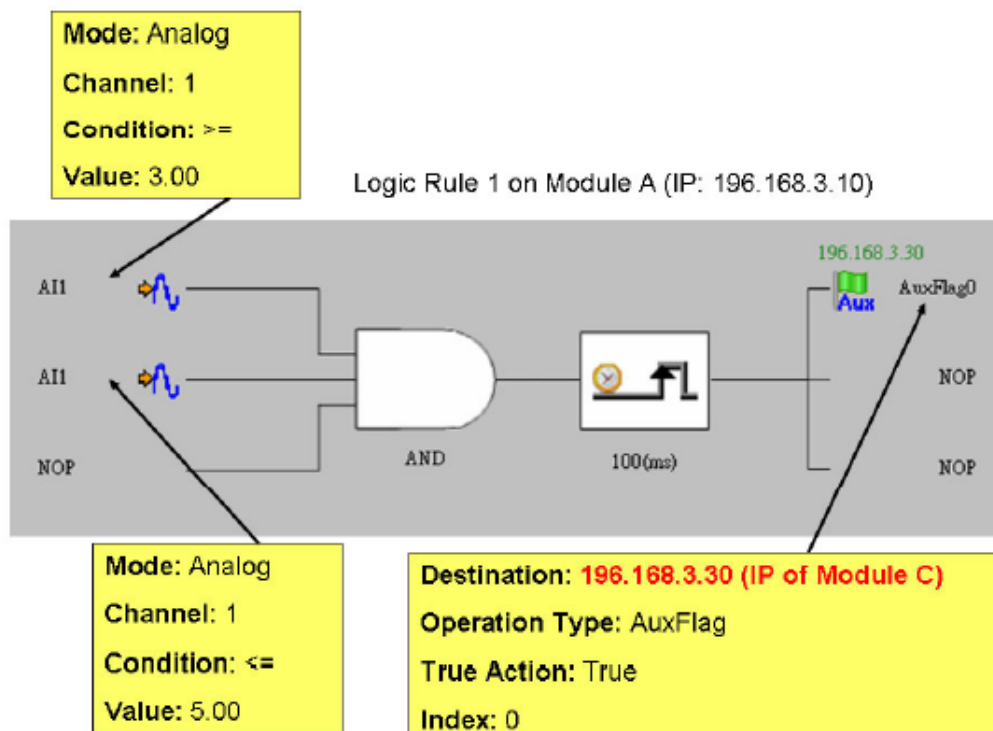 Mode: Analog
Channel: 1
Condition: >=
Value: 3.00
Logic Rule 1 on Module A (IP: 196.168.3.10)
196.168.3.30
AI1
Aux
AuxFlag0
AI1
NOP
NOP
AND
100(ms)
NOP
Mode: Analog
Channel: 1
Condition: <=
Value: 5.00
Destination: 196.168.3.30 (IP of Module C)
Operation Type: AuxFlag
True Action: True
Index: 0